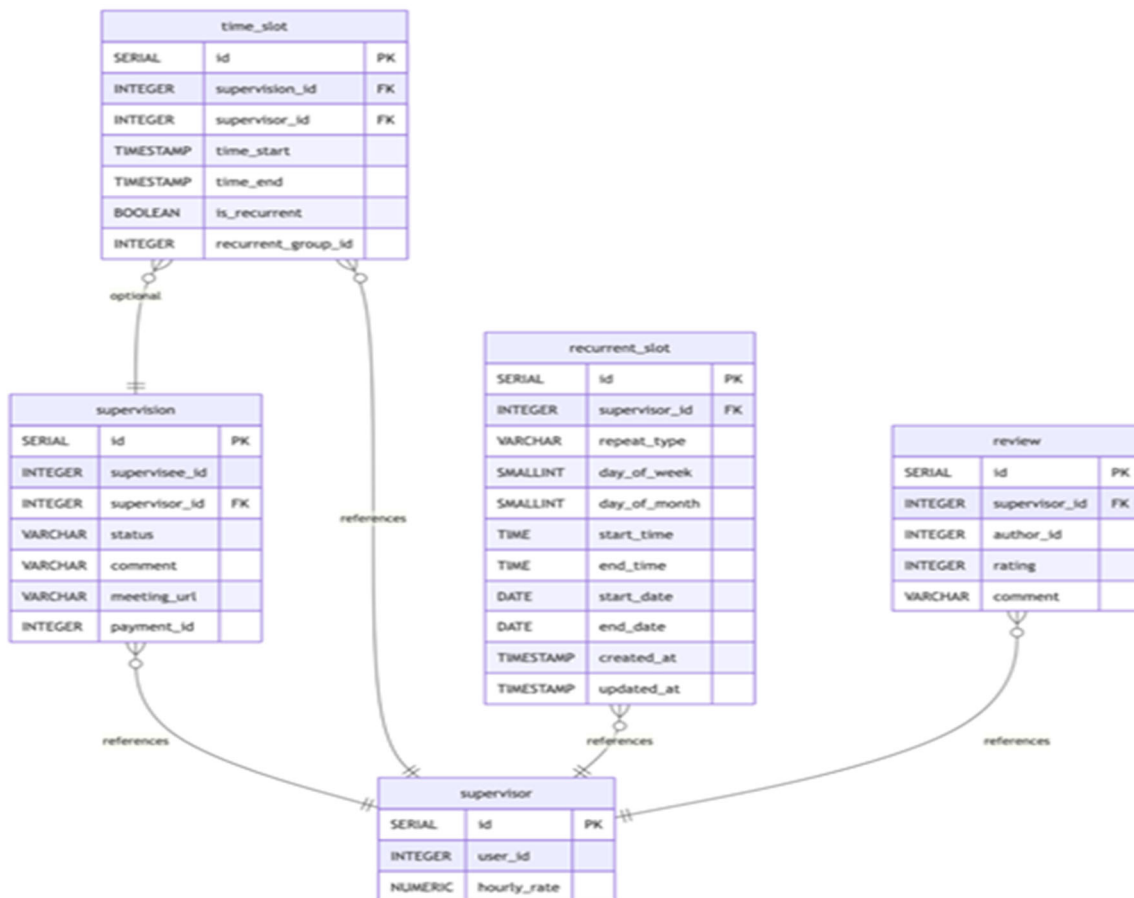 time_slot
SERIAL id PK
INTEGER supervision_id FK
INTEGER supervisor_id FK
TIMESTAMP time_start
TIMESTAMP time_end
BOOLEAN is_recurrent
INTEGER recurrent_group_id
optional
references
supervision
SERIAL id PK
INTEGER supervisee_id
INTEGER supervisor_id FK
VARCHAR status
VARCHAR comment
VARCHAR meeting_url
INTEGER payment_id
recurrent_slot
SERIAL id PK
INTEGER supervisor_id FK
VARCHAR repeat_type
SMALLINT day_of_week
SMALLINT day_of_month
TIME start_time
TIME end_time
DATE start_date
DATE end_date
TIMESTAMP created_at
TIMESTAMP updated_at
review
SERIAL id PK
INTEGER supervisor_id FK
INTEGER author_id
INTEGER rating
VARCHAR comment
references
references
references
supervisor
SERIAL id PK
INTEGER user_id
NUMERIC hourly_rate